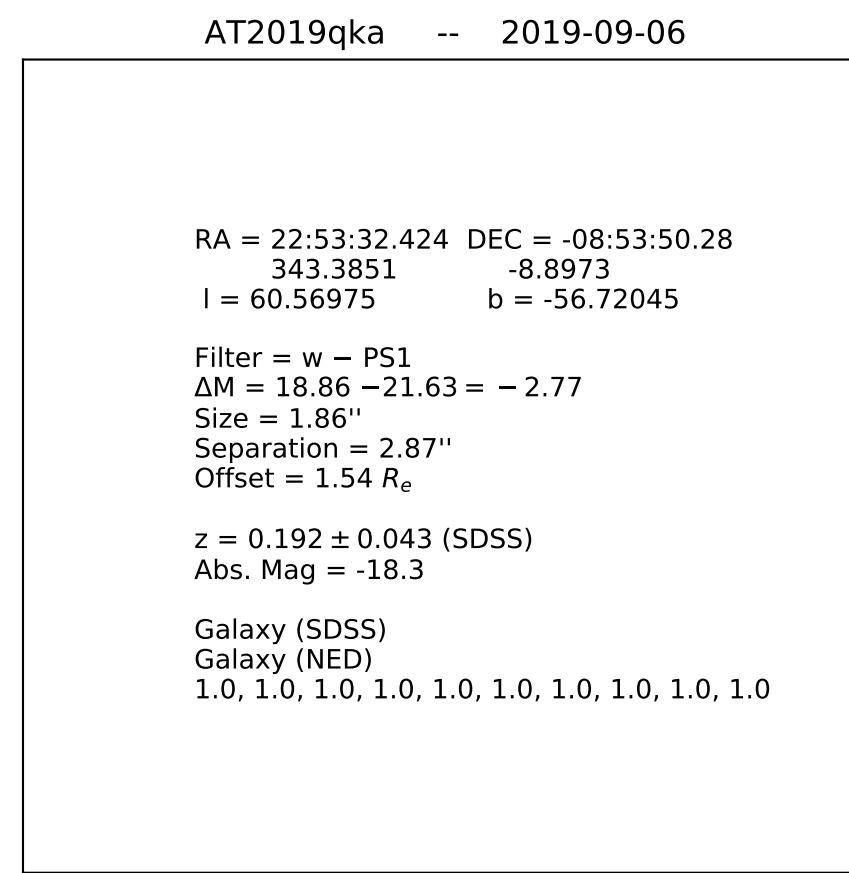 AT2019qka -- 2019-09-06
RA = 22:53:32.424 DEC = -08:53:50.28
343.3851 -8.8973
l = 60.56975 b = -56.72045
Filter = w − PS1
ΔM = 18.86 −21.63 = −2.77
Size = 1.86''
Separation = 2.87''
Offset = 1.54 Rₑ
z = 0.192 ± 0.043 (SDSS)
Abs. Mag = -18.3
Galaxy (SDSS)
Galaxy (NED)
1.0, 1.0, 1.0, 1.0, 1.0, 1.0, 1.0, 1.0, 1.0, 1.0